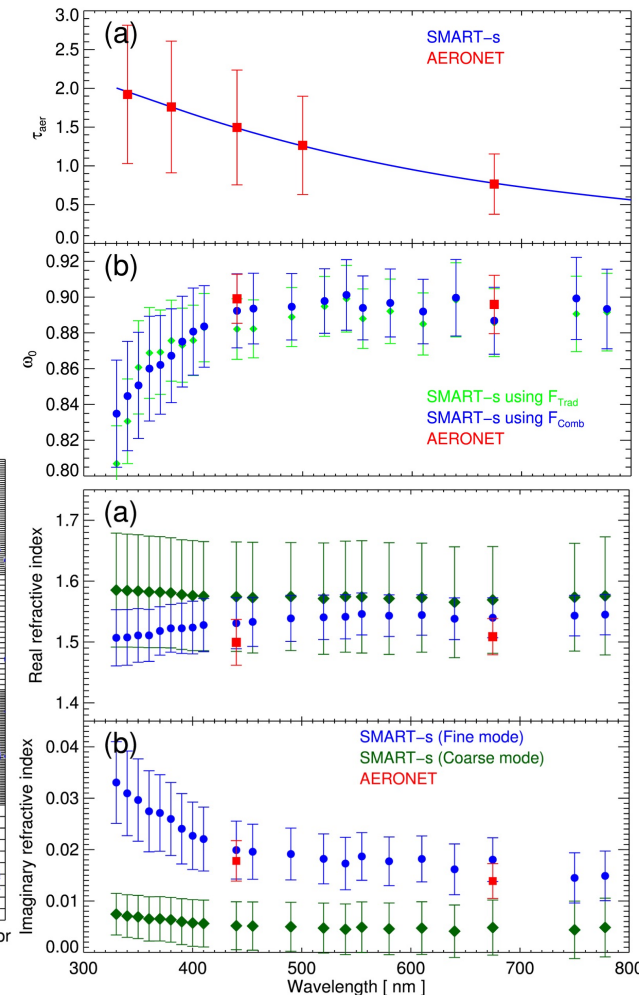 3.0
(a)
SMART-s
2.5
AERONET
2.0
τaer
1.5
1.0
0.5
0.0
0.92
(b)
0.90
0.88
ω0
0.86
SMART-s using FTrad
0.84
SMART-s using FComb
0.82
AERONET
0.80
(a)
1.7
Real refractive index
1.6
1.5
1.4
(b)
SMART-s (Fine mode)
0.04
SMART-s (Coarse mode)
AERONET
0.03
Imaginary refractive index
0.02
0.01
or
0.00
300 400 500 600 700 800
Wavelength [ nm ]